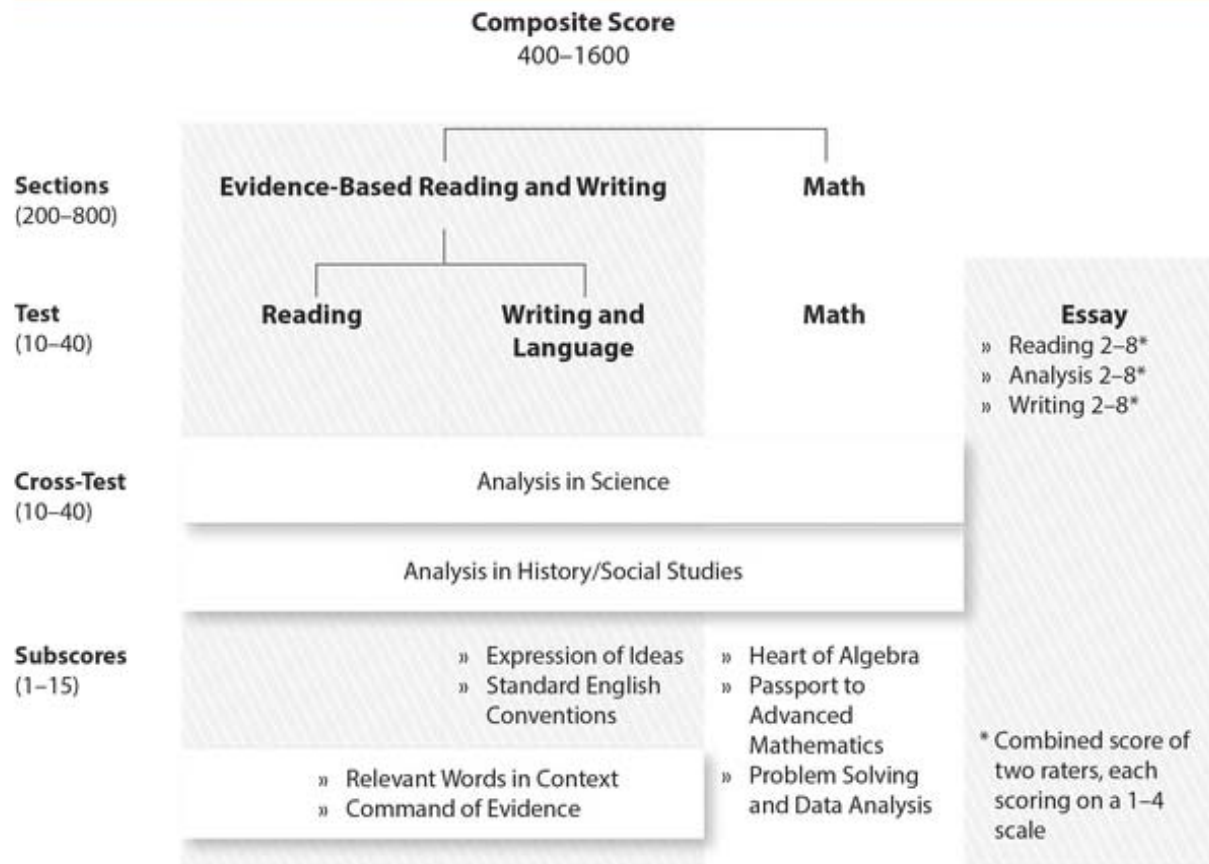 Composite Score
400–1600
Sections
(200–800)
Evidence-Based Reading and Writing
Math
Test
(10–40)
Reading
Writing and
Language
Math
Essay
» Reading 2–8*
» Analysis 2–8*
» Writing 2–8*
Cross-Test
(10–40)
Analysis in Science
Analysis in History/Social Studies
Subscores
(1–15)
» Expression of Ideas
» Standard English
Conventions
» Relevant Words in Context
» Command of Evidence
» Heart of Algebra
» Passport to
Advanced
Mathematics
» Problem Solving
and Data Analysis
* Combined score of
two raters, each
scoring on a 1–4
scale